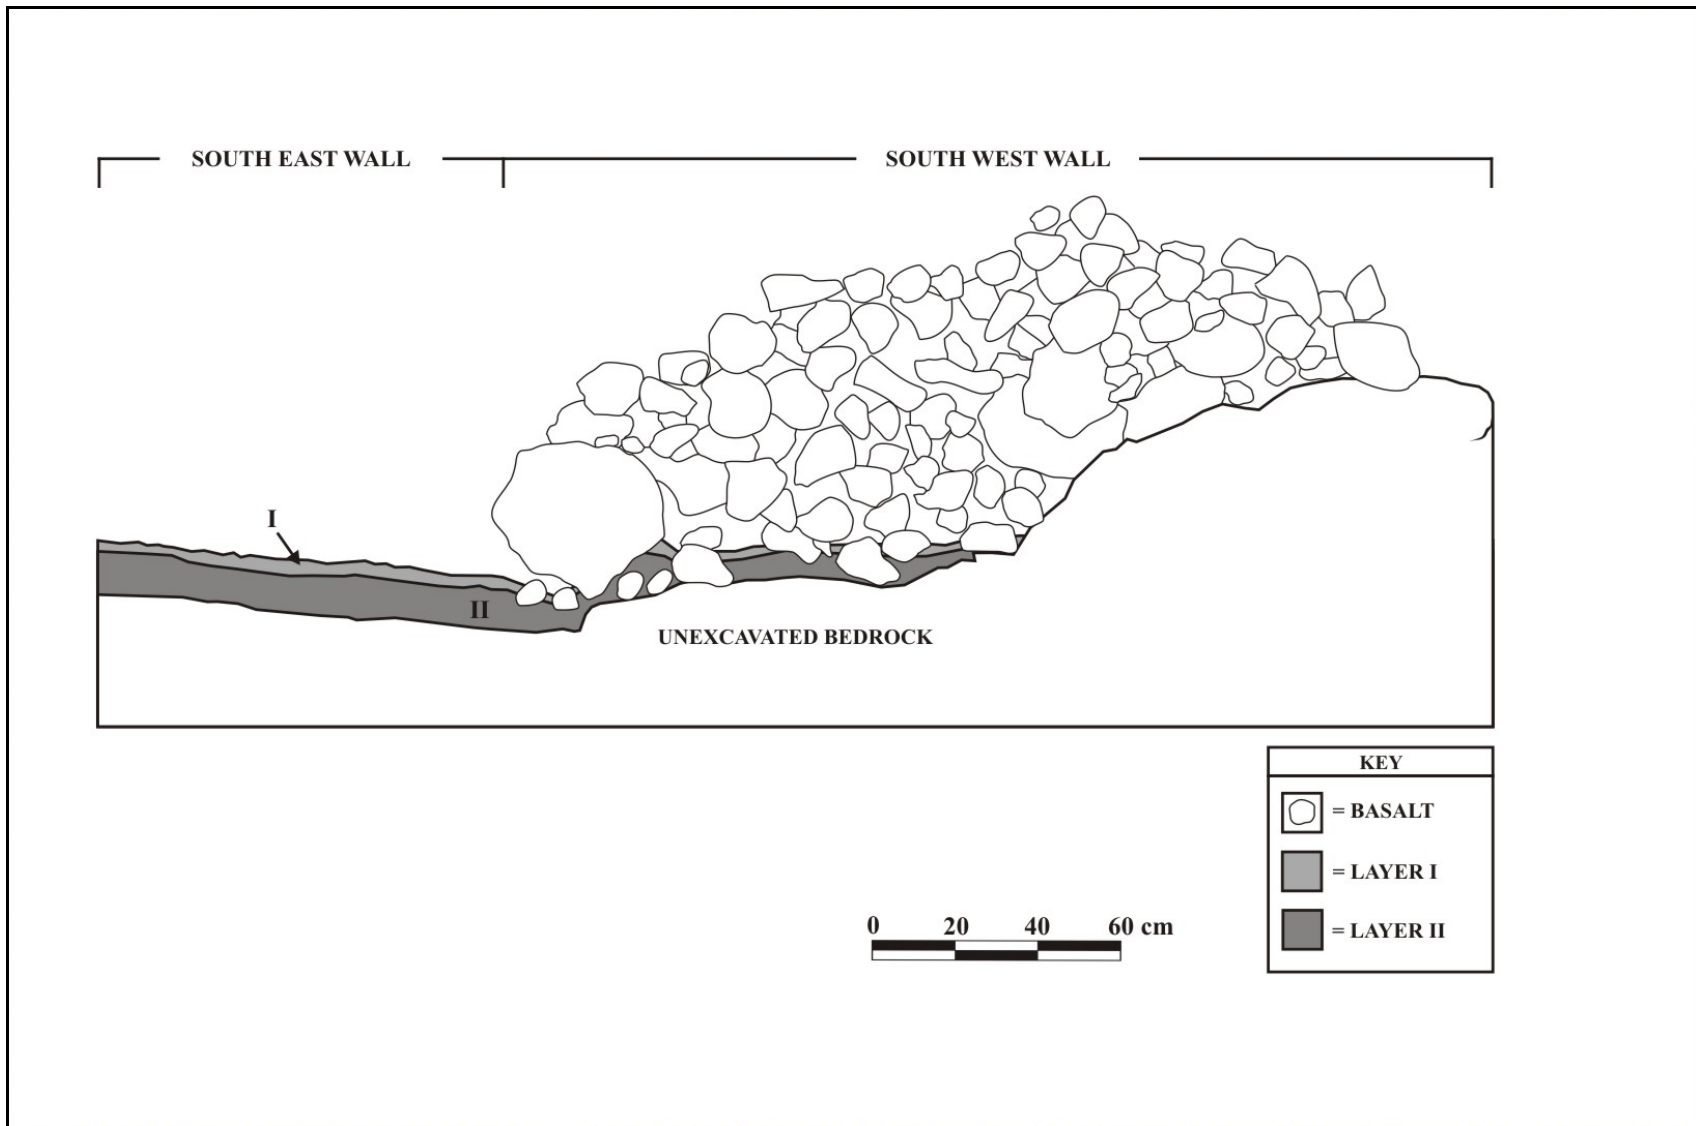 SOUTH EAST WALL
SOUTH WEST WALL
I
II
UNEXCAVATED BEDROCK
KEY
= BASALT
= LAYER I
= LAYER II
0 20 40 60 cm